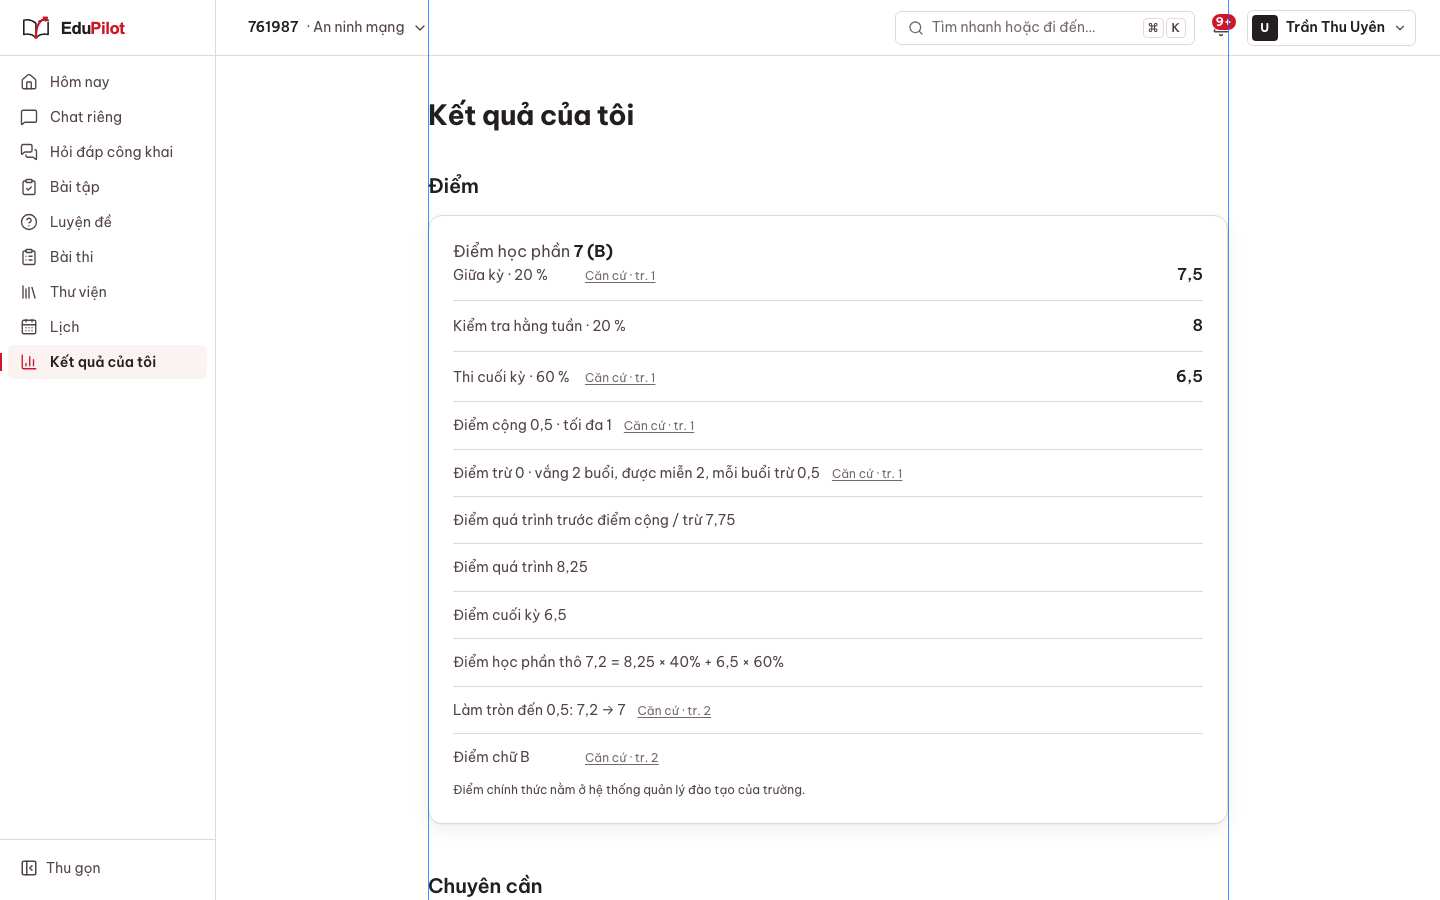 EduPilot
761987 · An ninh mạng
Tìm nhanh hoặc đi đến...
⌘ K
9+
U Trần Thu Uyên
Hôm nay
Chat riêng
Hỏi đáp công khai
Bài tập
Luyện đề
Bài thi
Thư viện
Lịch
Kết quả của tôi
Thu gọn
Kết quả của tôi
Điểm
Điểm học phần 7 (B)
Giữa kỳ · 20 % Căn cứ · tr. 1 7,5
Kiểm tra hằng tuần · 20 % 8
Thi cuối kỳ · 60 % Căn cứ · tr. 1 6,5
Điểm cộng 0,5 · tối đa 1 Căn cứ · tr. 1
Điểm trừ 0 · vắng 2 buổi, được miễn 2, mỗi buổi trừ 0,5 Căn cứ · tr. 1
Điểm quá trình trước điểm cộng / trừ 7,75
Điểm quá trình 8,25
Điểm cuối kỳ 6,5
Điểm học phần thô 7,2 = 8,25 × 40% + 6,5 × 60%
Làm tròn đến 0,5: 7,2 → 7 Căn cứ · tr. 2
Điểm chữ B Căn cứ · tr. 2
Điểm chính thức nằm ở hệ thống quản lý đào tạo của trường.
Chuyên cần